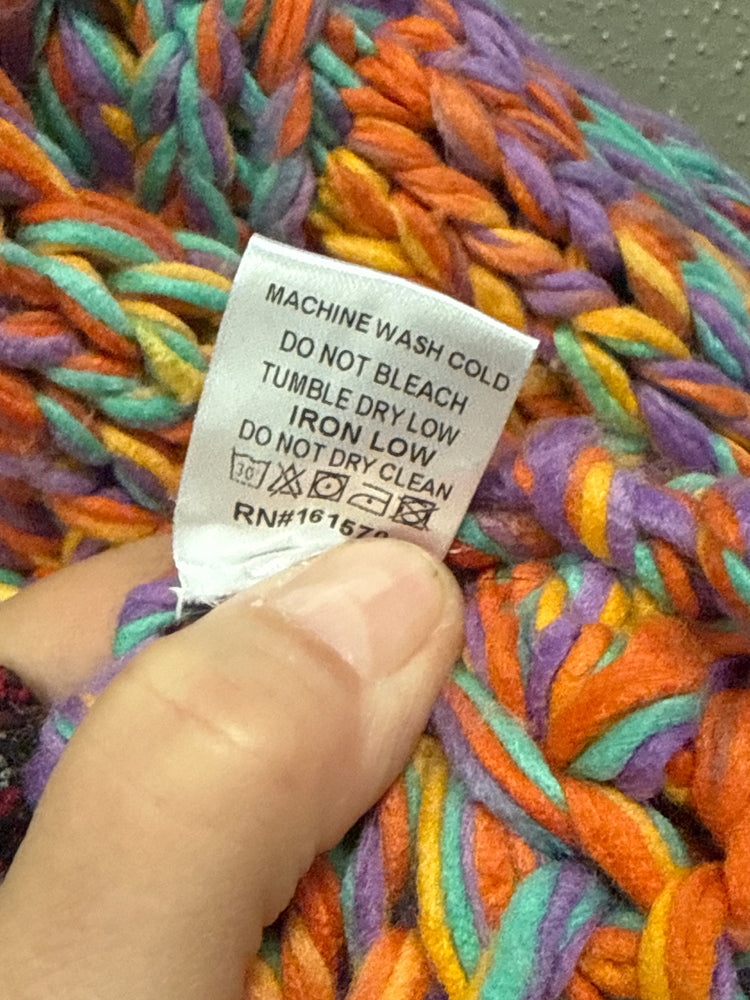 MACHINE WASH COLD
DO NOT BLEACH
TUMBLE DRY LOW
IRON LOW
DO NOT DRY CLEAN
30°